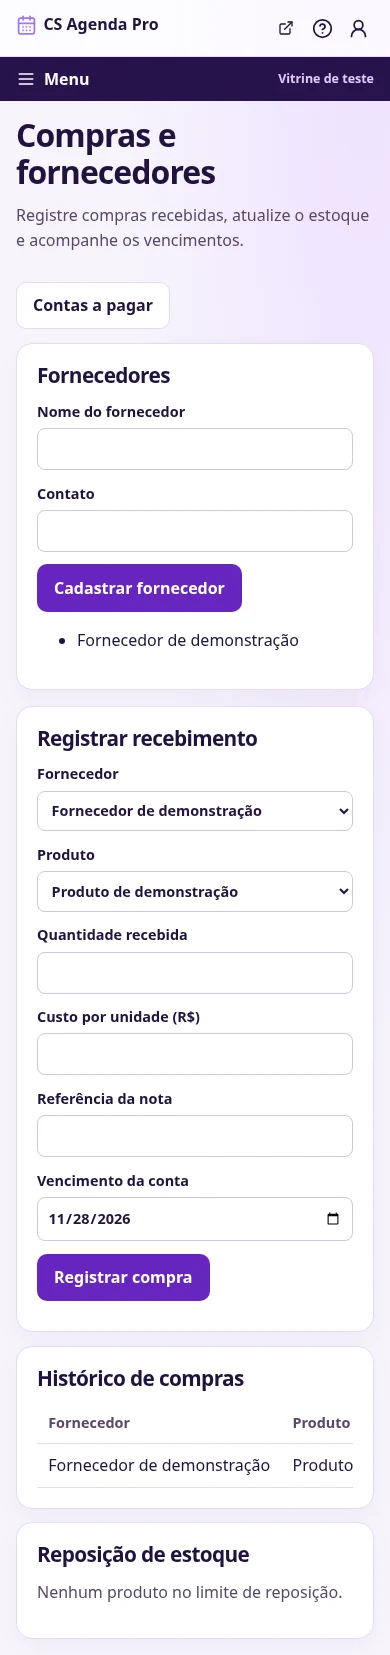 CS Agenda Pro
Menu
Vitrine de teste
Compras e
fornecedores
Registre compras recebidas, atualize o estoque
e acompanhe os vencimentos.
Contas a pagar
Fornecedores
Nome do fornecedor
Contato
Cadastrar fornecedor
Fornecedor de demonstração
Registrar recebimento
Fornecedor
Fornecedor de demonstração
Produto
Produto de demonstração
Quantidade recebida
Custo por unidade (R$)
Referência da nota
Vencimento da conta
11/28/2026
Registrar compra
Histórico de compras
Fornecedor Produto
Fornecedor de demonstração Produto
Reposição de estoque
Nenhum produto no limite de reposição.